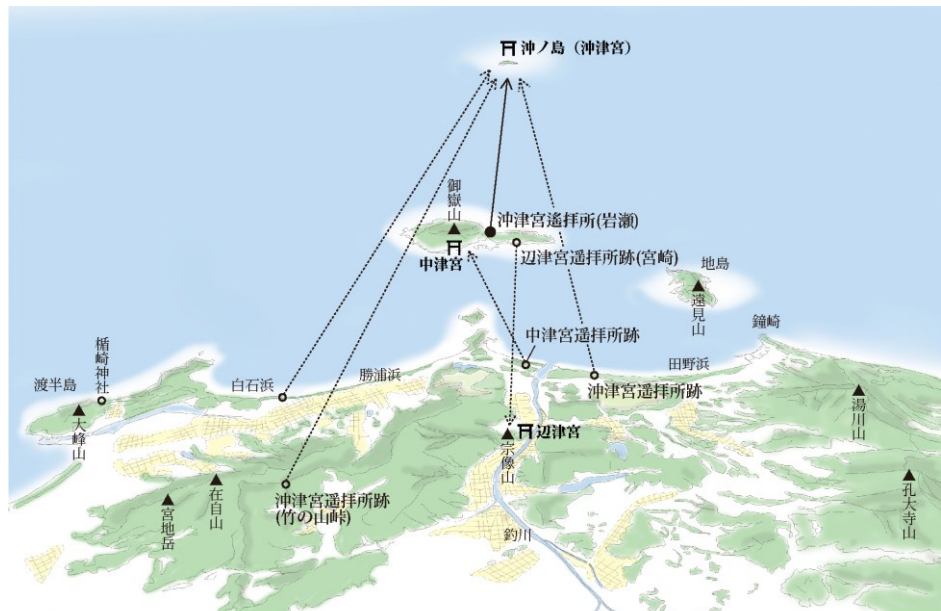 沖ノ島（沖津宮）
御嶽山
沖津宮遙拝所(岩瀬)
辺津宮遥拝所跡(宮崎)
中津宮
地島
遠見山
鐘崎
中津宮遥拝所跡
楯崎神社
渡半島
白石浜
勝浦浜
田野浜
沖津宮遥拝所跡
大峰山
湯川山
辺津宮
宗像山
在自山
宮地岳
沖津宮遥拝所跡
(竹の山峠)
孔大寺山
釣川